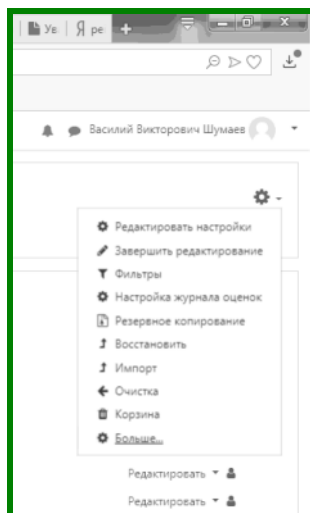 Ув. Я ре
Василий Викторович Шумаев
Редактировать настройки
Завершить редактирование
Фильтры
Настройка журнала оценок
Резервное копирование
Восстановить
Импорт
Очистка
Корзина
Больше...
Редактировать
Редактировать